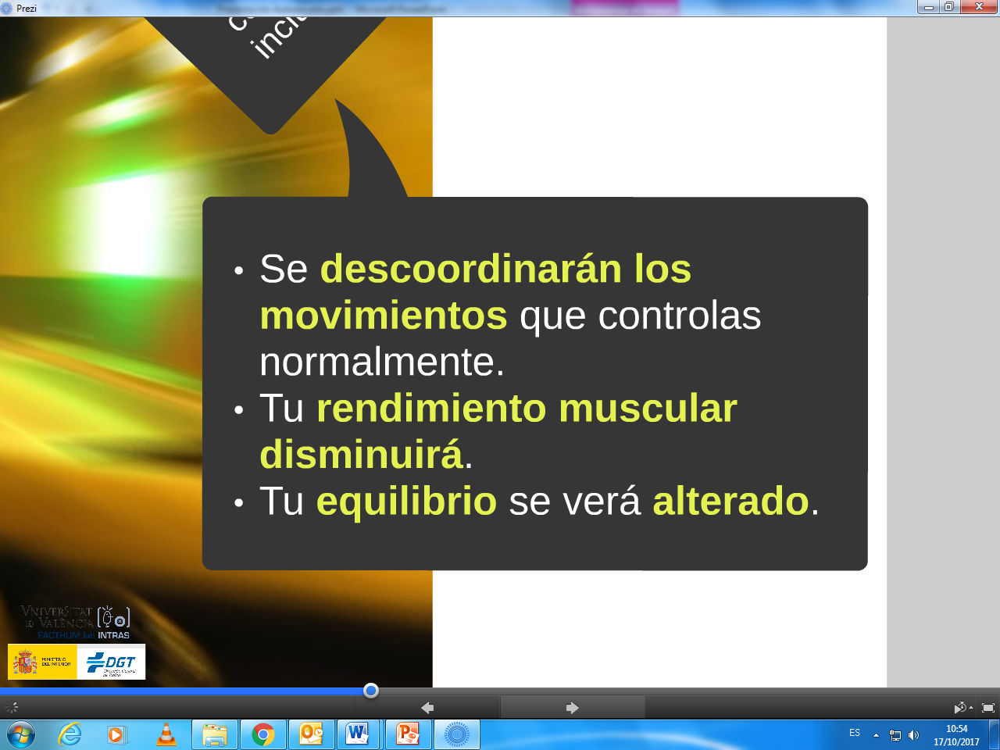 Prezi
• Se descoordinarán los
movimientos que controlas
normalmente.
• Tu rendimiento muscular
disminuirá.
• Tu equilibrio se verá alterado.
VNIVERSITAT
DE VALÈNCIA
FACTHUM.lab INTRAS
MINISTERIO
DEL INTERIOR
DGT
Dirección General
de Tráfico
ES
10:54
17/10/2017